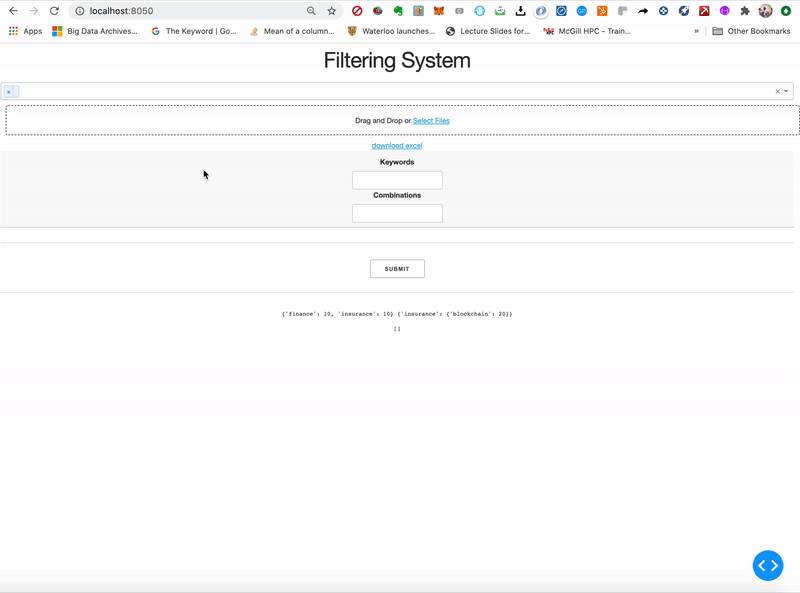 localhost:8050
Apps Big Data Archives... The Keyword | Go... Mean of a column... Waterloo launches... Lecture Slides for... McGill HPC - Train... » Other Bookmarks
Filtering System
×
Drag and Drop or Select Files
download excel
Keywords
Combinations
SUBMIT
{'finance': 10, 'insurance': 10} {'insurance': {'blockchain': 20}}
[]